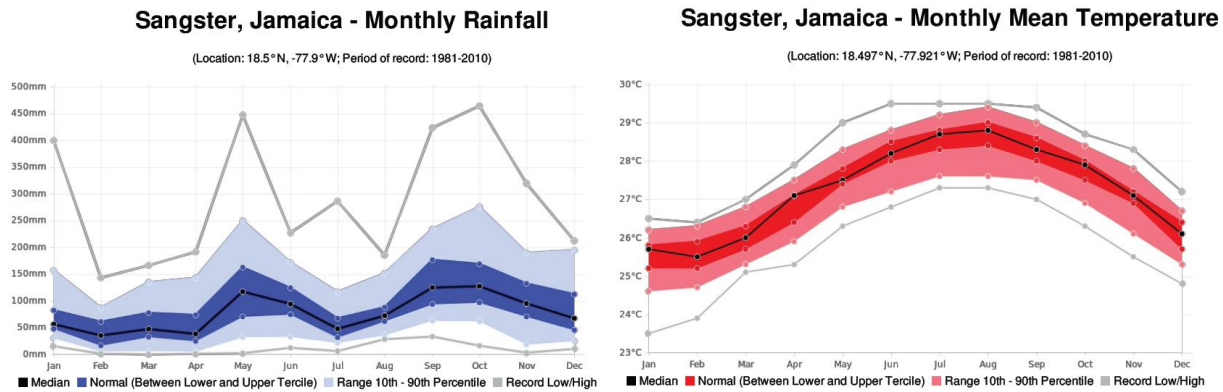 Sangster, Jamaica - Monthly Rainfall
(Location: 18.5°N, -77.9°W; Period of record: 1981-2010)
500mm
450mm
400mm
350mm
300mm
250mm
200mm
150mm
100mm
50mm
0mm
Jan Feb Mar Apr May Jun Jul Aug Sep Oct Nov Dec
Median Normal (Between Lower and Upper Tercile) Range 10th - 90th Percentile Record Low/High
Sangster, Jamaica - Monthly Mean Temperature
(Location: 18.497°N, -77.921°W; Period of record: 1981-2010)
30°C
29°C
28°C
27°C
26°C
25°C
24°C
23°C
Jan Feb Mar Apr May Jun Jul Aug Sep Oct Nov Dec
Median Normal (Between Lower and Upper Tercile) Range 10th - 90th Percentile Record Low/High